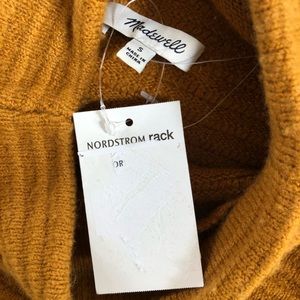 Madewell
S
MADE IN
CHINA
NORDSTROM rack
OR